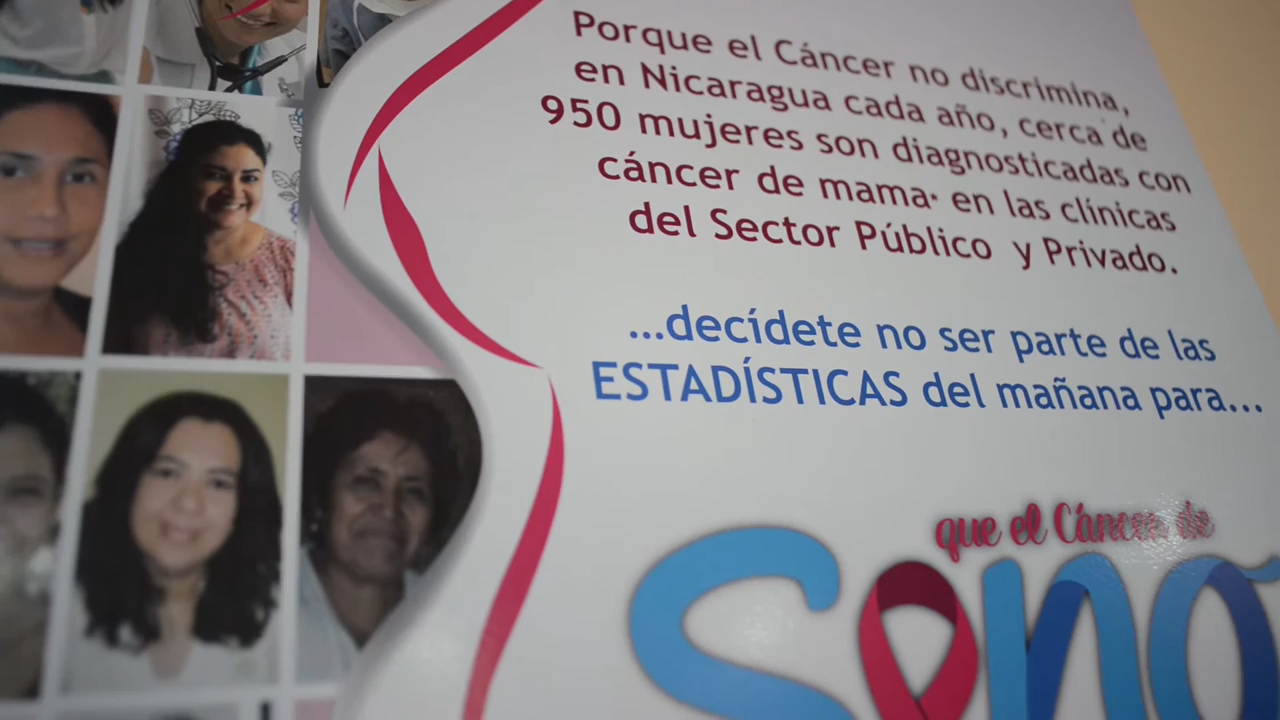 Porque el Cáncer no discrimina,
en Nicaragua cada año, cerca de
950 mujeres son diagnosticadas con
cáncer de mama· en las clínicas
del Sector Público y Privado.
...decídete no ser parte de las
ESTADÍSTICAS del mañana para...
que el Cáncer de
Seno